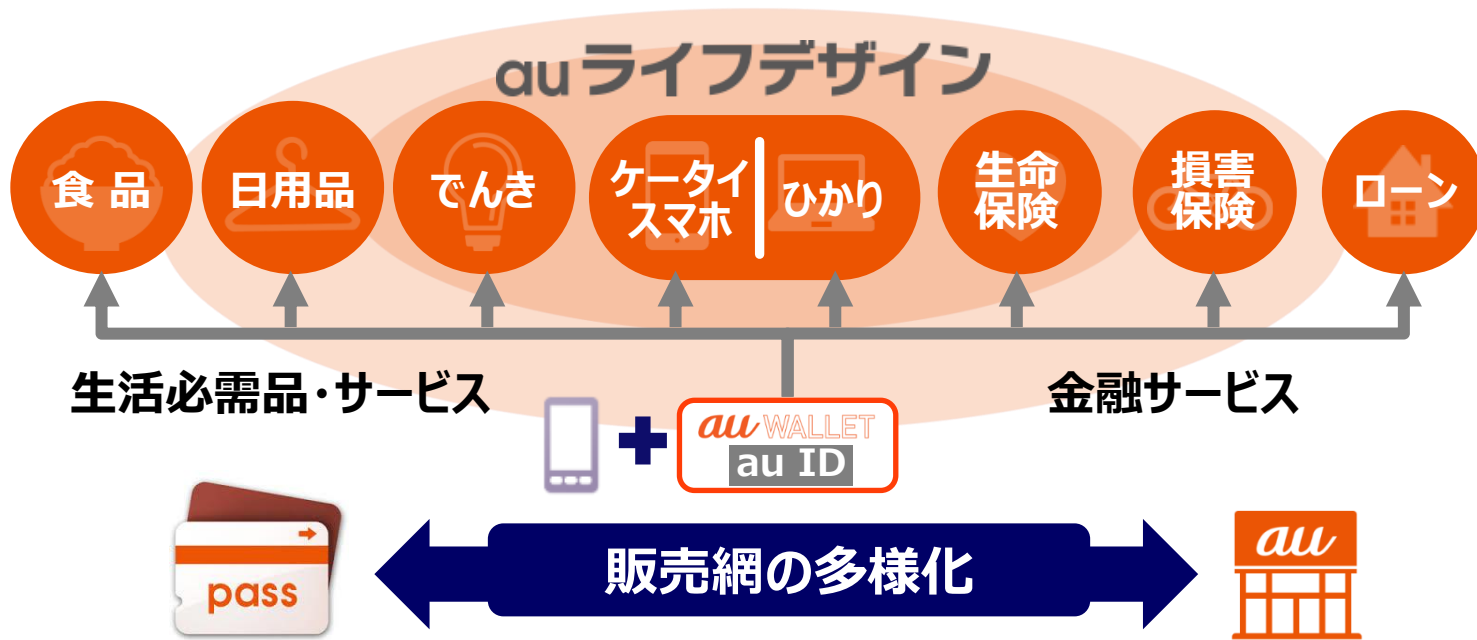 auライフデザイン
食品
日用品
でんき
ケータイ
スマホ
ひかり
生命
保険
損害
保険
ローン
生活必需品・サービス
金融サービス
au WALLET
au ID
pass
販売網の多様化
au